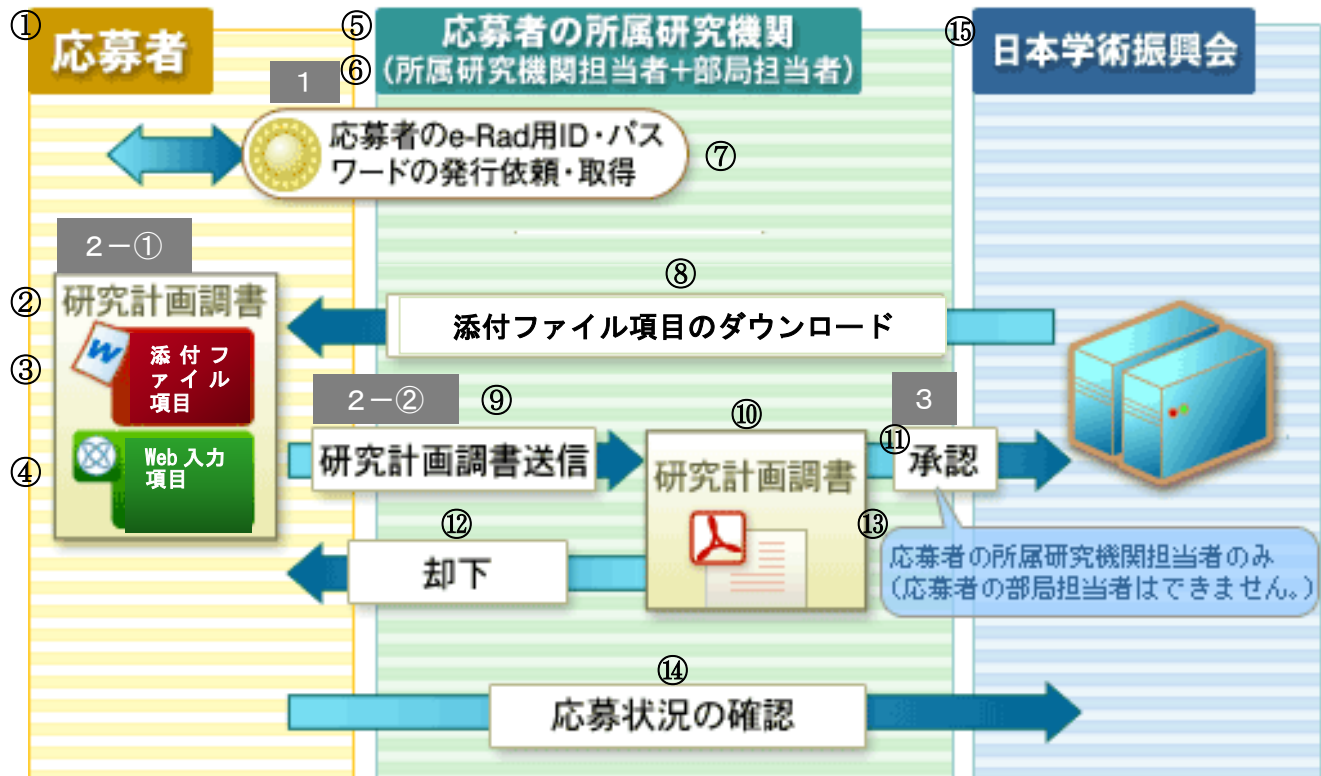 ①
応募者
⑤
応募者の所属研究機関
⑥
(所属研究機関担当者+部局担当者)
⑮
日本学術振興会
1
応募者のe-Rad用ID・パス
ワードの発行依頼・取得
⑦
2-①
②
研究計画調書
③
W
添付フ
ァイル
項目
④
Web入力
項目
⑧
添付ファイル項目のダウンロード
2-②
⑨
研究計画調書送信
⑩
研究計画調書
3
⑪
承認
⑫
却下
⑬
応募者の所属研究機関担当者のみ
(応募者の部局担当者はできません。)
⑭
応募状況の確認